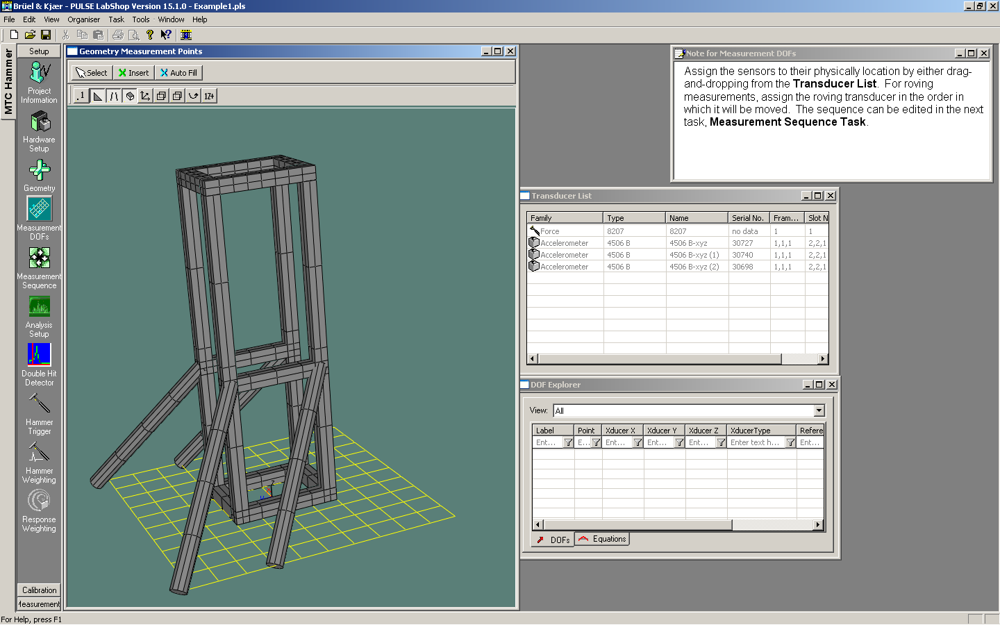 Brüel & Kjær - PULSE LabShop Version 15.1.0 - Example1.pls
File Edit View Organiser Task Tools Window Help
MTC Hammer
Setup
Project
Information
Hardware
Setup
Geometry
Measurement
DOFs
Measurement
Sequence
Analysis
Setup
Double Hit
Detector
Hammer
Trigger
Hammer
Weighting
Response
Weighting
Calibration
Measurement
Geometry Measurement Points
Select Insert Auto Fill
.1
17+
Z
Note for Measurement DOFs
Assign the sensors to their physically location by either drag-
and-dropping from the Transducer List. For roving
measurements, assign the roving transducer in the order in
which it will be moved. The sequence can be edited in the next
task, Measurement Sequence Task.
Transducer List
Family Type Name Serial No. Fram... Slot N
Force 8207 8207 no data 1 1
Accelerometer 4506 B 4506 B-xyz 30727 1,1,1 2,2,1
Accelerometer 4506 B 4506 B-xyz (1) 30740 1,1,1 2,2,1
Accelerometer 4506 B 4506 B-xyz (2) 30698 1,1,1 2,2,1
DOF Explorer
View: All
Label Point Xducer X Xducer Y Xducer Z XducerType Refere
Ent... E... Ent... Ent... Ent... Enter text h... Ent...
DOFs Equations
For Help, press F1